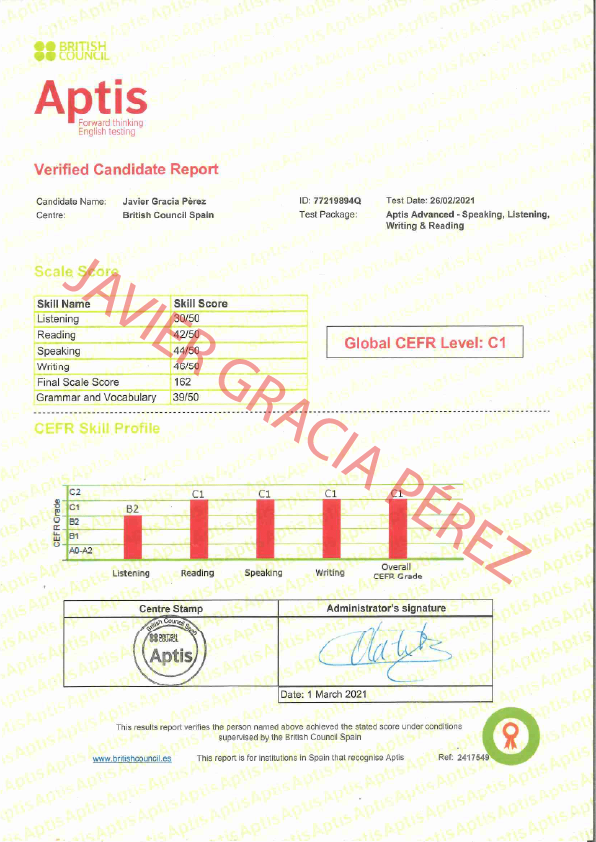 BRITISH
COUNCIL
Aptis
Forward thinking
English testing
Verified Candidate Report
Candidate Name: Javier Gracia Pérez ID: 77219894Q Test Date: 26/02/2021
Centre: British Council Spain Test Package: Aptis Advanced - Speaking, Listening,
Writing & Reading
Scale Score
Skill Name Skill Score
Listening 30/50
Reading 42/50
Speaking 44/50
Writing 46/50
Final Scale Score 162
Grammar and Vocabulary 39/50
Global CEFR Level: C1
JAVIER GRACIA PÉREZ
CEFR Skill Profile
CEFR Grade
C2
C1
B2
B1
A0-A2
B2 C1 C1 C1 C1
Listening Reading Speaking Writing Overall
CEFR Grade
Centre Stamp Administrator's signature
British Council Spain
BRITISH
COUNCIL
Aptis
Date: 1 March 2021
This results report verifies the person named above achieved the stated score under conditions
supervised by the British Council Spain
www.britishcouncil.es This report is for institutions in Spain that recognise Aptis Ref: 2417549